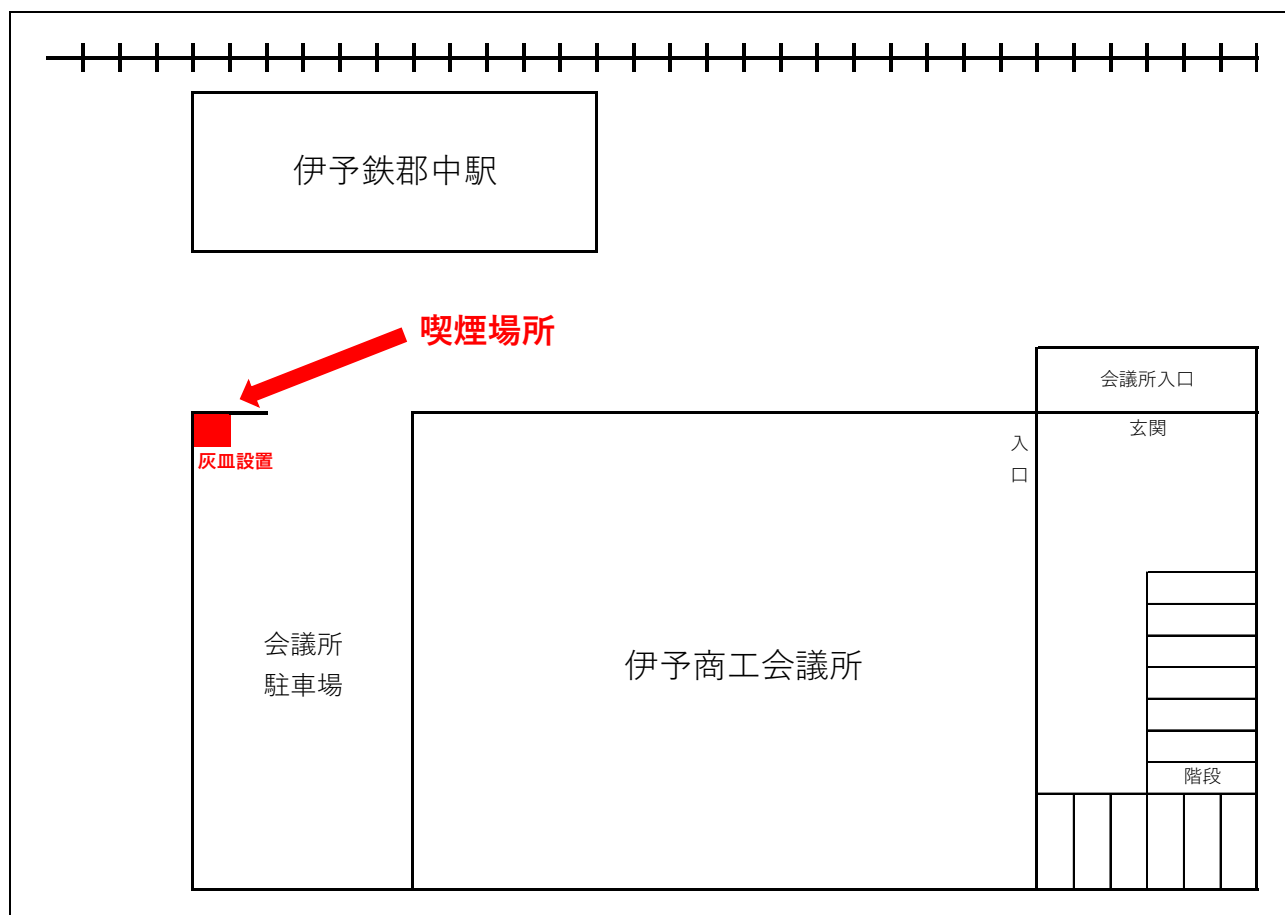 伊予鉄郡中駅
喫煙場所
会議所入口
玄関
入
口
灰皿設置
会議所
駐車場
伊予商工会議所
階段